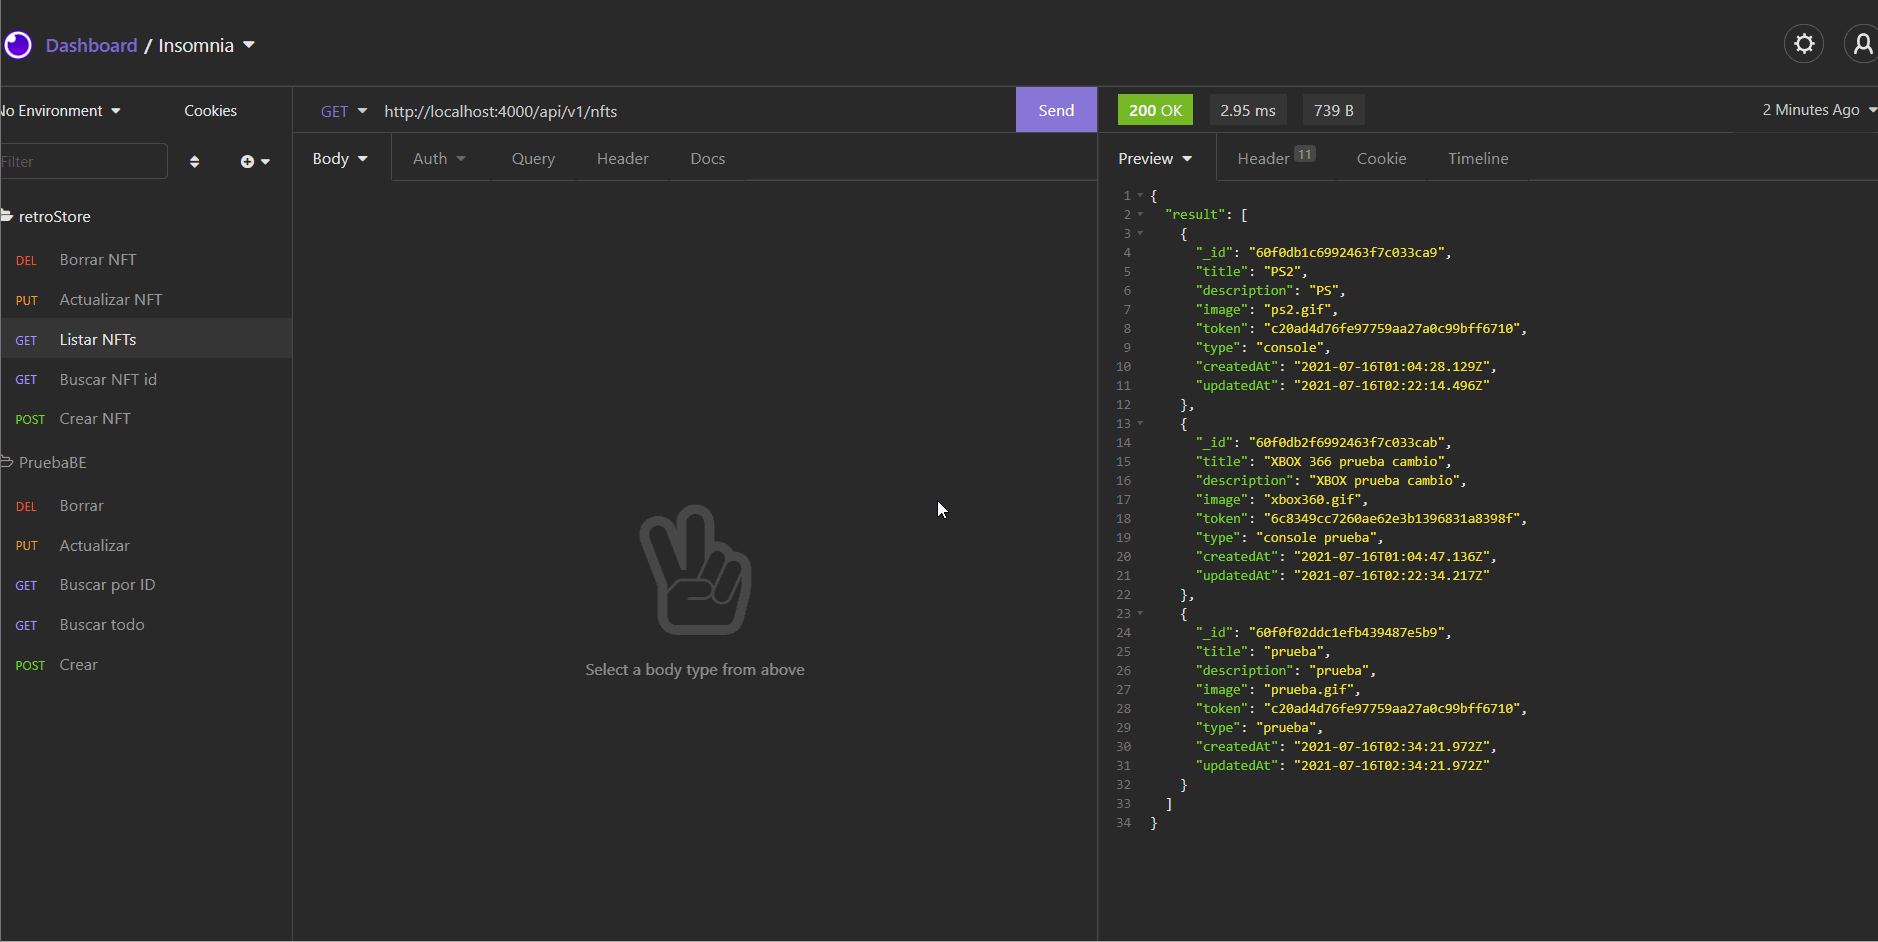 Dashboard / Insomnia
No Environment
Cookies
GET
http://localhost:4000/api/v1/nfts
Send
200 OK
2.95 ms
739 B
2 Minutes Ago
Filter
Body
Auth
Query
Header
Docs
Preview
Header 11
Cookie
Timeline
retroStore
DEL Borrar NFT
PUT Actualizar NFT
GET Listar NFTs
GET Buscar NFT id
POST Crear NFT
PruebaBE
DEL Borrar
PUT Actualizar
GET Buscar por ID
GET Buscar todo
POST Crear
Select a body type from above
1 {
2 "result": [
3 {
4 "_id": "60f0db1c6992463f7c033ca9",
5 "title": "PS2",
6 "description": "PS",
7 "image": "ps2.gif",
8 "token": "c20ad4d76fe97759aa27a0c99bff6710",
9 "type": "console",
10 "createdAt": "2021-07-16T01:04:28.129Z",
11 "updatedAt": "2021-07-16T02:22:14.496Z"
12 },
13 {
14 "_id": "60f0db2f6992463f7c033cab",
15 "title": "XBOX 366 prueba cambio",
16 "description": "XBOX prueba cambio",
17 "image": "xbox360.gif",
18 "token": "6c8349cc7260ae62e3b1396831a8398f",
19 "type": "console prueba",
20 "createdAt": "2021-07-16T01:04:47.136Z",
21 "updatedAt": "2021-07-16T02:22:34.217Z"
22 },
23 {
24 "_id": "60f0f02ddc1efb439487e5b9",
25 "title": "prueba",
26 "description": "prueba",
27 "image": "prueba.gif",
28 "token": "c20ad4d76fe97759aa27a0c99bff6710",
29 "type": "prueba",
30 "createdAt": "2021-07-16T02:34:21.972Z",
31 "updatedAt": "2021-07-16T02:34:21.972Z"
32 }
33 ]
34 }